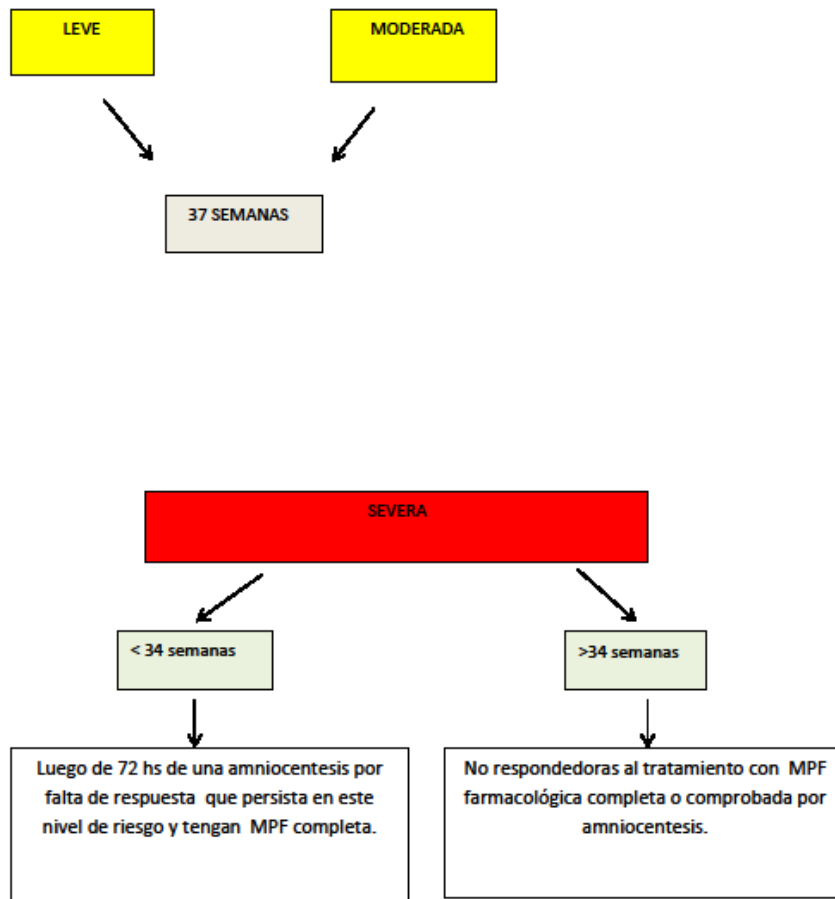 LEVE
MODERADA
37 SEMANAS
SEVERA
< 34 semanas
>34 semanas
Luego de 72 hs de una amniocentesis por
falta de respuesta que persista en este
nivel de riesgo y tengan MPF completa.
No respondedoras al tratamiento con MPF
farmacológica completa o comprobada por
amniocentesis.